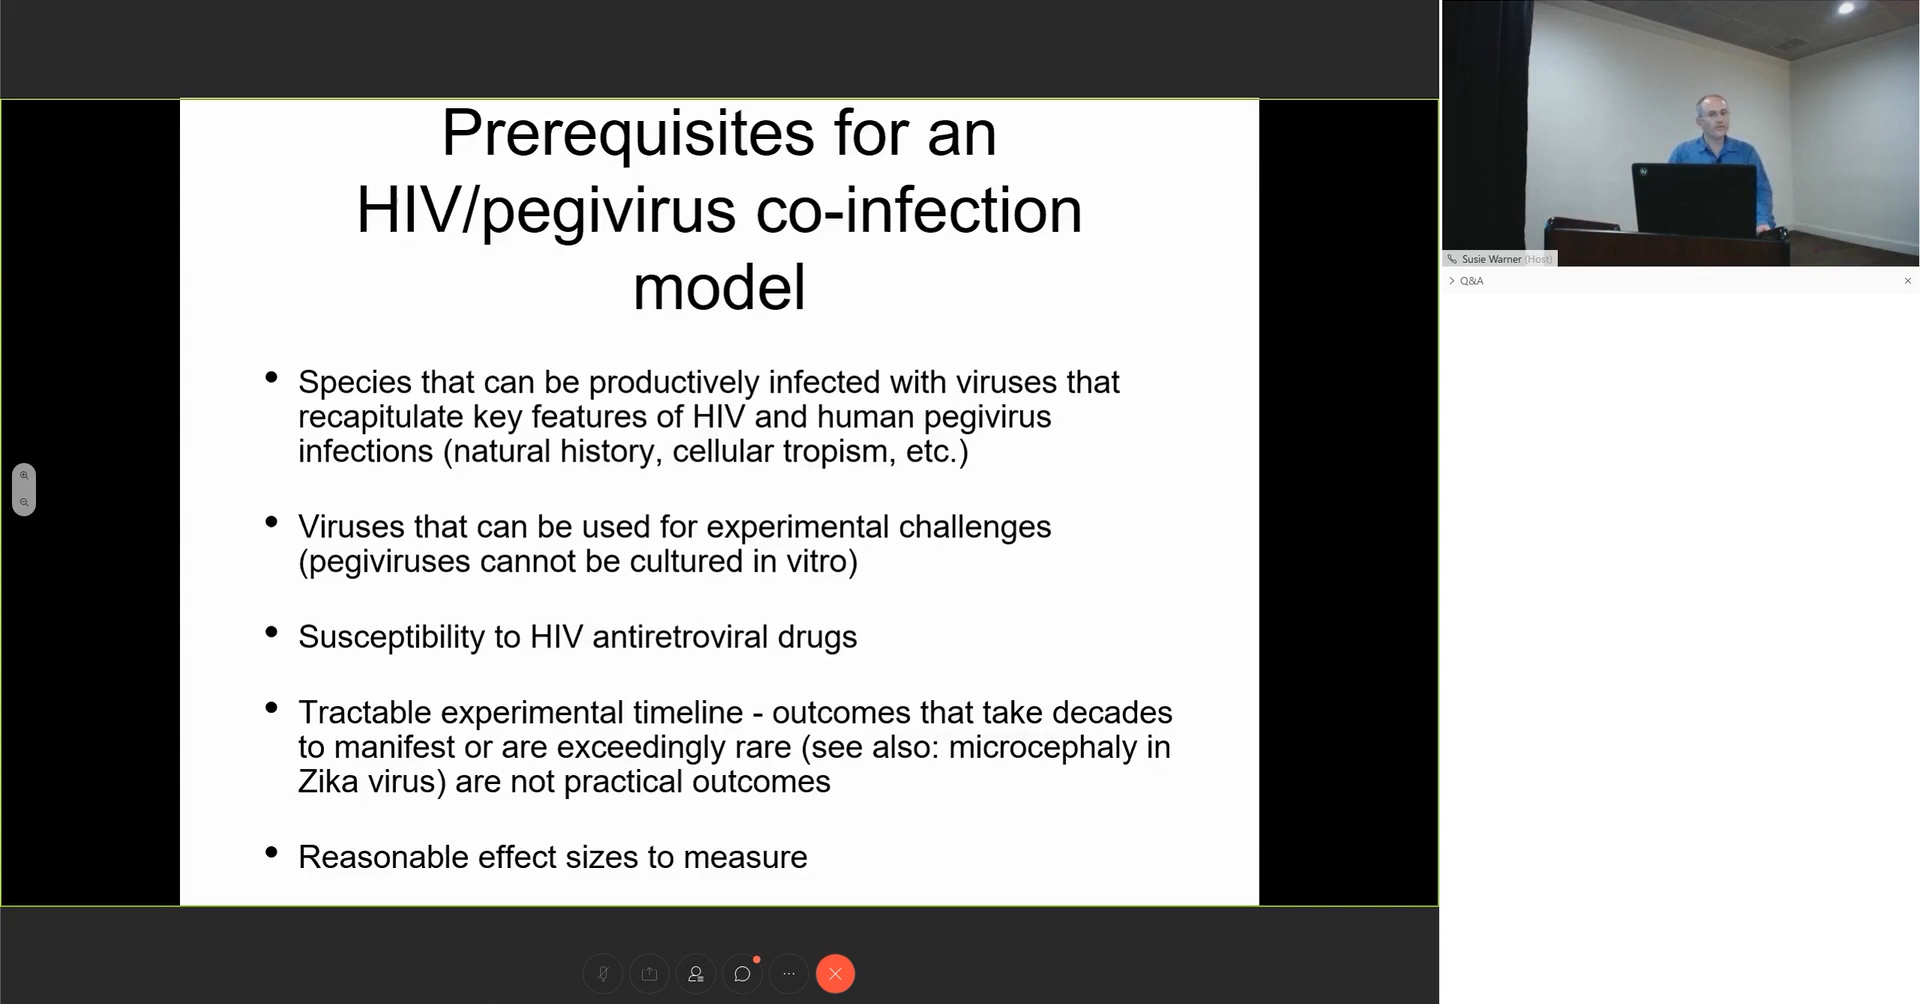 Prerequisites for an
HIV/pegivirus co-infection
model
• Species that can be productively infected with viruses that
recapitulate key features of HIV and human pegivirus
infections (natural history, cellular tropism, etc.)
• Viruses that can be used for experimental challenges
(pegiviruses cannot be cultured in vitro)
• Susceptibility to HIV antiretroviral drugs
• Tractable experimental timeline - outcomes that take decades
to manifest or are exceedingly rare (see also: microcephaly in
Zika virus) are not practical outcomes
• Reasonable effect sizes to measure
Susie Warner (Host)
Q&A